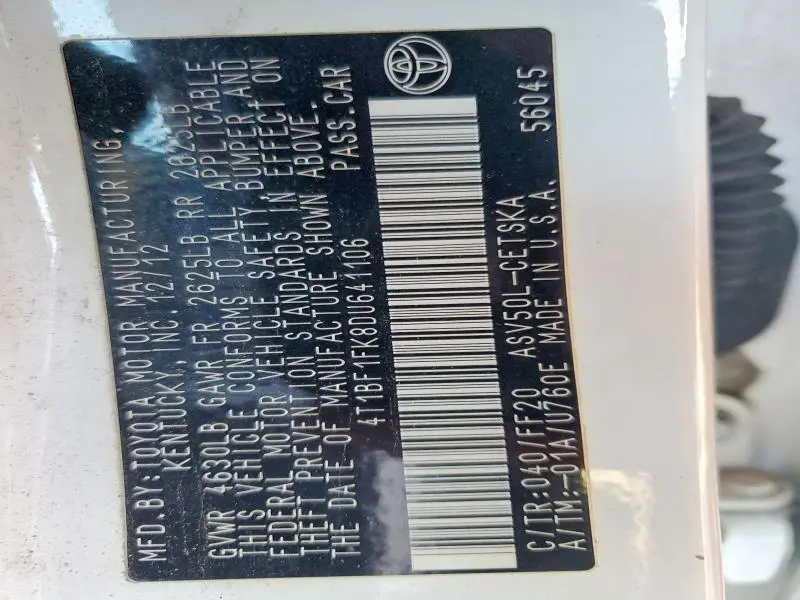 MFD. BY: TOYOTA MOTOR MANUFACTURING,
KENTUCKY, INC. 12/12
GVWR 4630LB GAWR FR 2625LB RR 2625LB
THIS VEHICLE CONFORMS TO ALL APPLICABLE
FEDERAL MOTOR VEHICLE SAFETY, BUMPER, AND
THEFT PREVENTION STANDARDS IN EFFECT ON
THE DATE OF MANUFACTURE SHOWN ABOVE.
4T1BF1FK8DU641106 PASS.CAR
C/TR:040/FF20 ASV50L-CETSKA
A/TM:-01A/U760E MADE IN U.S.A. 56045